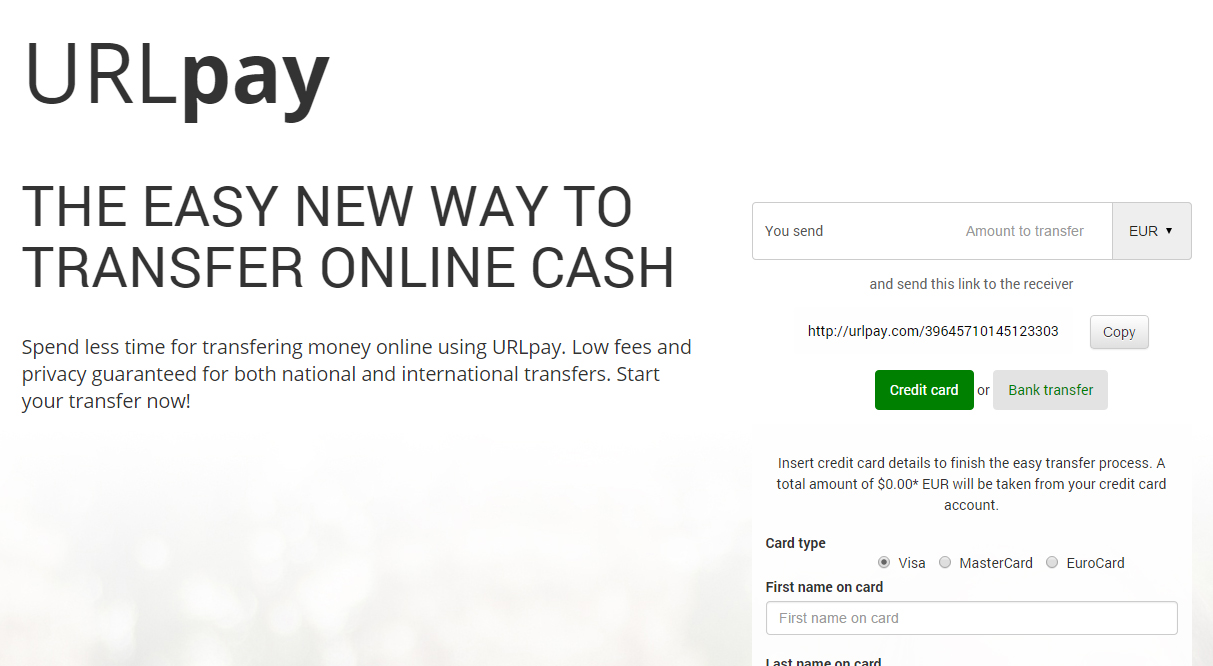 URLpay
THE EASY NEW WAY TO
TRANSFER ONLINE CASH
Spend less time for transfering money online using URLpay. Low fees and
privacy guaranteed for both national and international transfers. Start
your transfer now!
You send Amount to transfer EUR ▼
and send this link to the receiver
http://urlpay.com/39645710145123303 Copy
Credit card or Bank transfer
Insert credit card details to finish the easy transfer process. A
total amount of $0.00* EUR will be taken from your credit card
account.
Card type
Visa MasterCard EuroCard
First name on card
First name on card
Last name on card